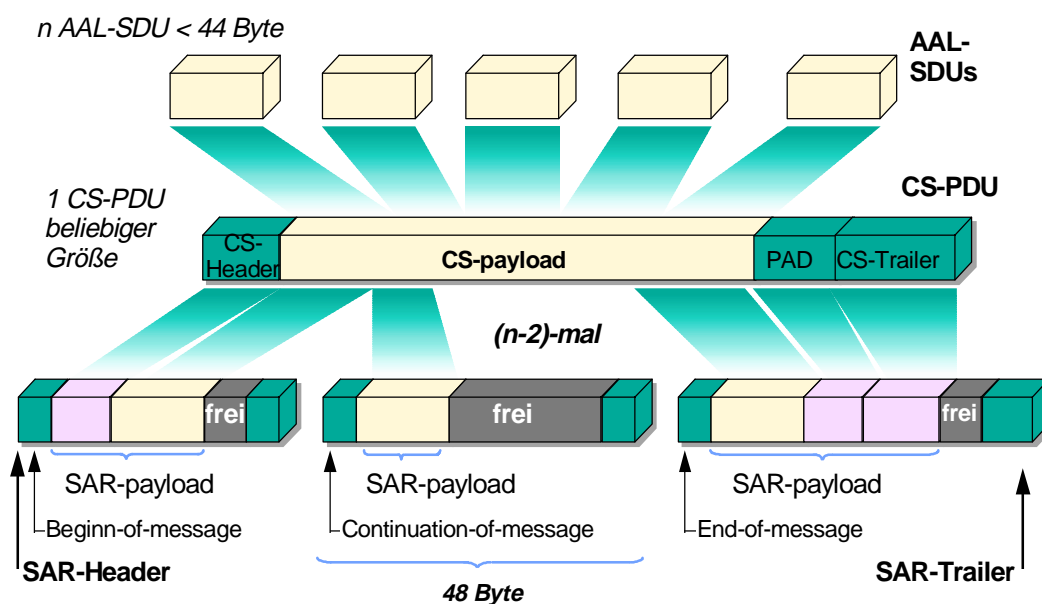 n AAL-SDU < 44 Byte
AAL-
SDUs
1 CS-PDU
beliebiger
Größe
CS-PDU
CS-
Header
CS-payload
PAD
CS-Trailer
(n-2)-mal
frei
frei
frei
SAR-payload
SAR-payload
SAR-payload
Beginn-of-message
Continuation-of-message
End-of-message
SAR-Header
SAR-Trailer
48 Byte